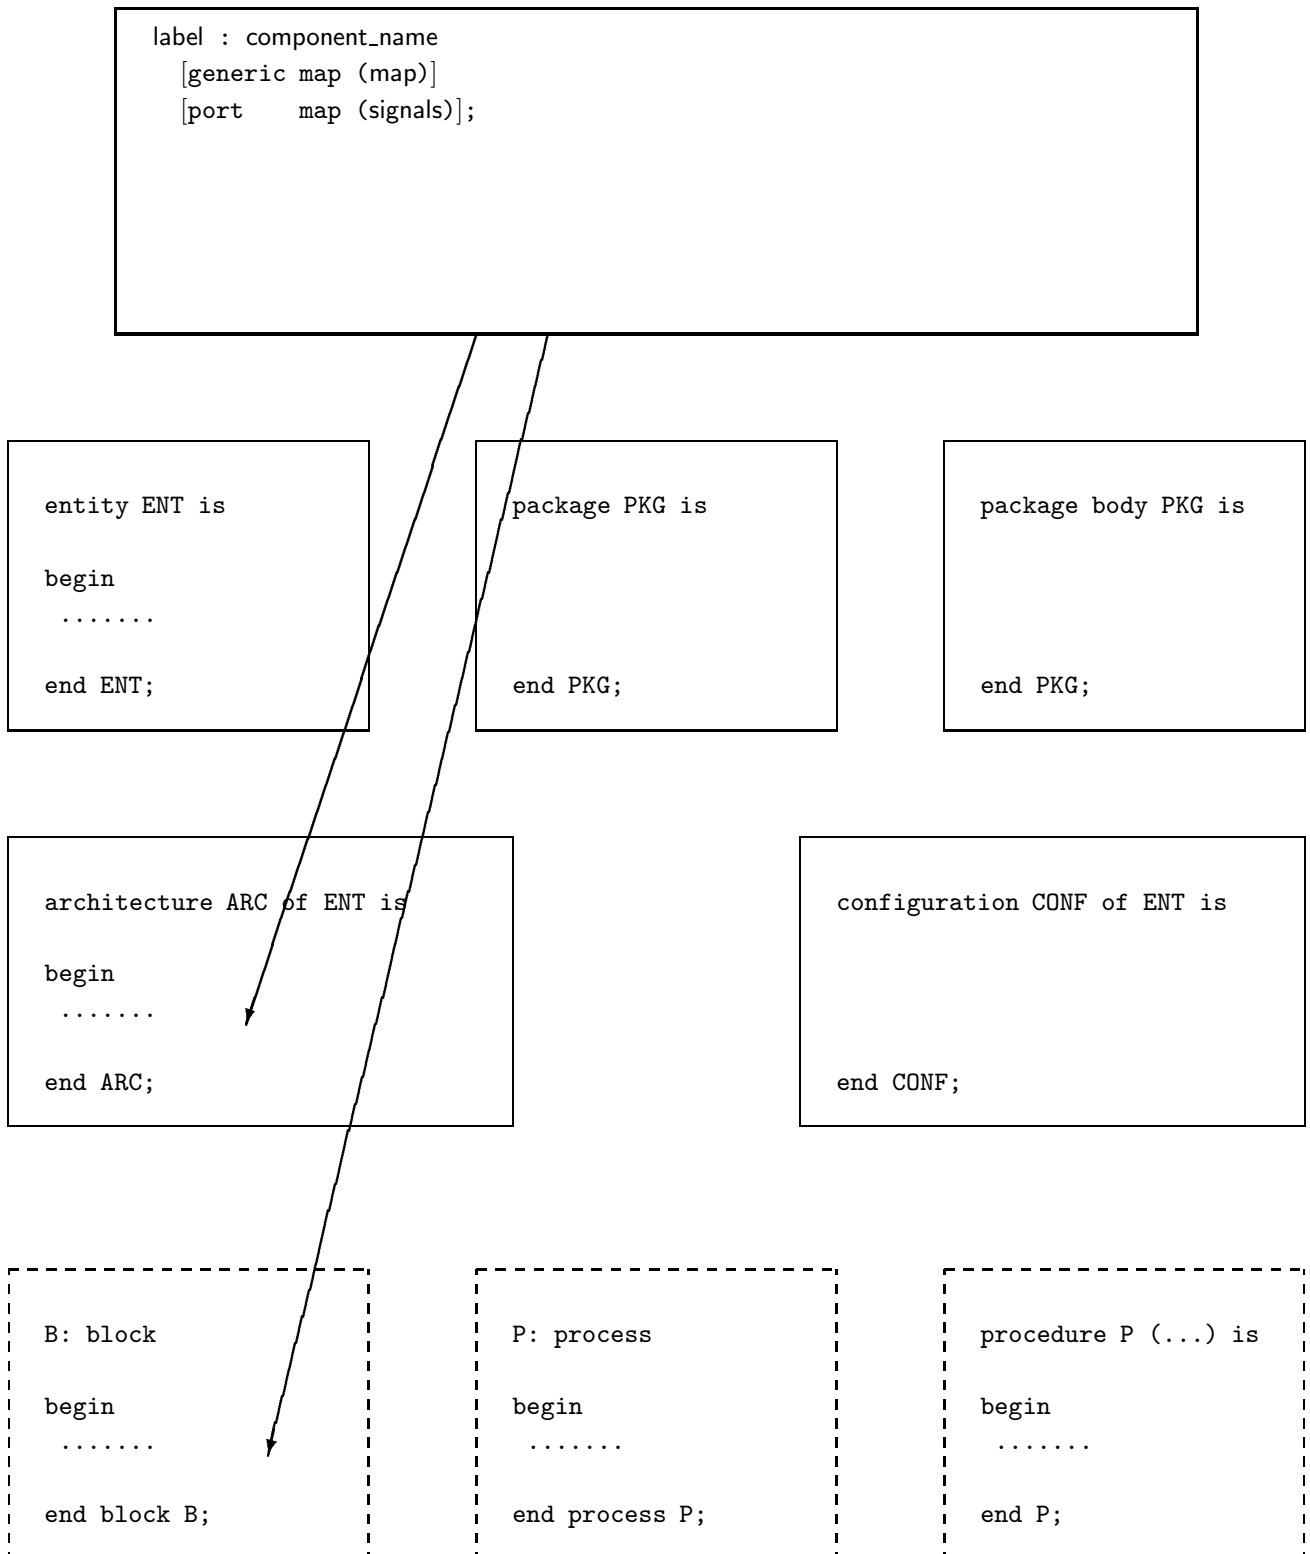 label : component_name
[generic map (map)]
[port map (signals)];
entity ENT is
begin
.......
end ENT;
package PKG is
end PKG;
package body PKG is
end PKG;
architecture ARC of ENT is
begin
.......
end ARC;
configuration CONF of ENT is
end CONF;
B: block
begin
.......
end block B;
P: process
begin
.......
end process P;
procedure P (...) is
begin
.......
end P;